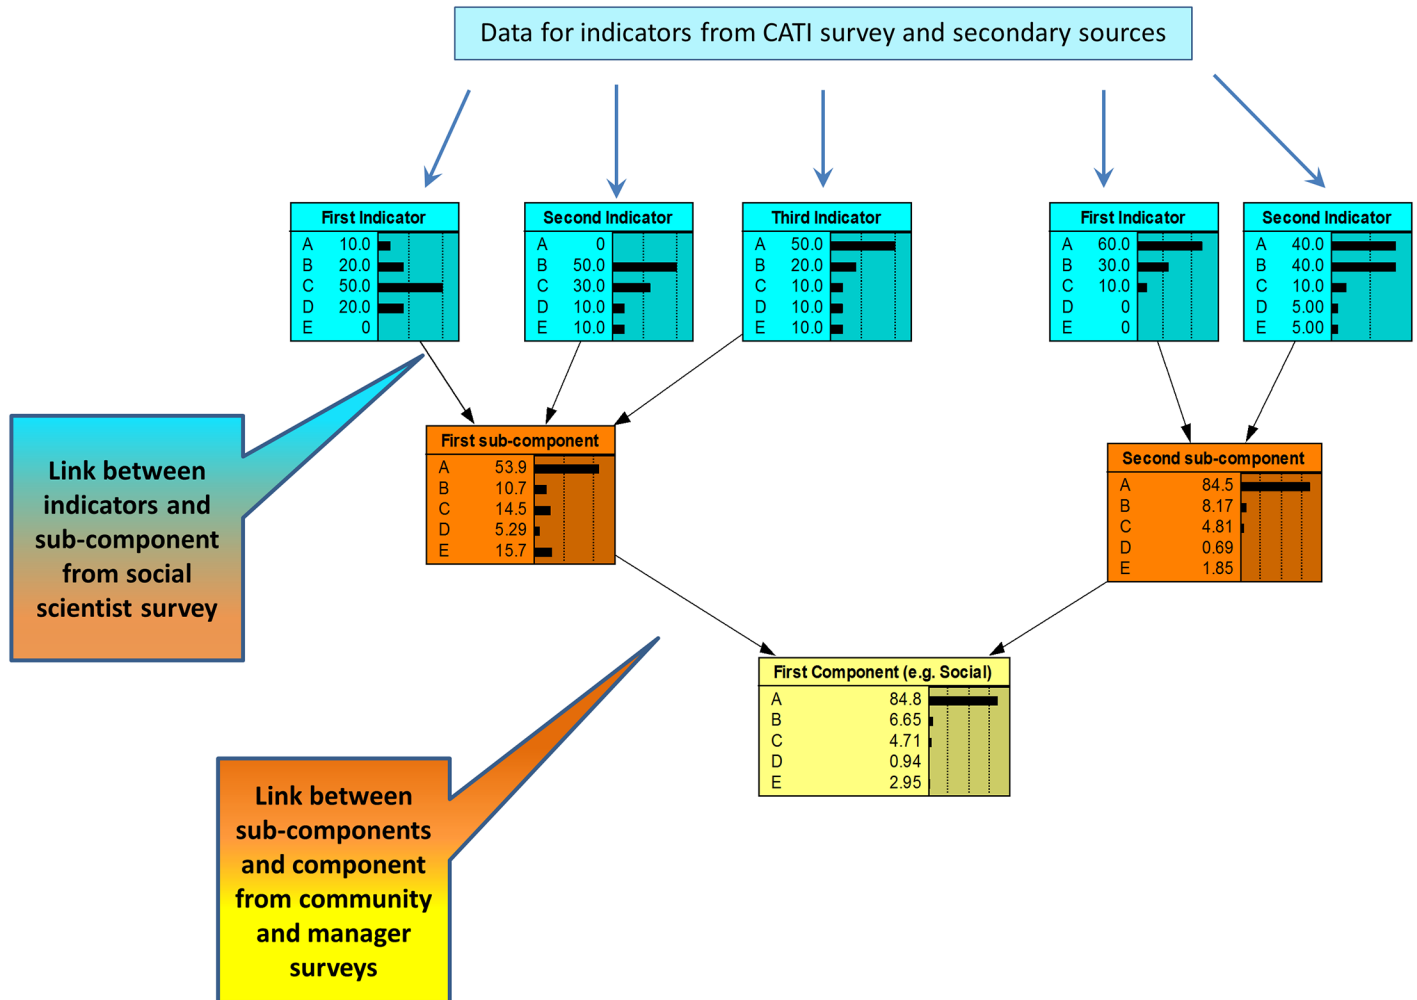 Data for indicators from CATI survey and secondary sources
First Indicator
A 10.0
B 20.0
C 50.0
D 20.0
E 0
Second Indicator
A 0
B 50.0
C 30.0
D 10.0
E 10.0
Third Indicator
A 50.0
B 20.0
C 10.0
D 10.0
E 10.0
First Indicator
A 60.0
B 30.0
C 10.0
D 0
E 0
Second Indicator
A 40.0
B 40.0
C 10.0
D 5.00
E 5.00
Link between
indicators and
sub-component
from social
scientist survey
First sub-component
A 53.9
B 10.7
C 14.5
D 5.29
E 15.7
Second sub-component
A 84.5
B 8.17
C 4.81
D 0.69
E 1.85
First Component (e.g. Social)
A 84.8
B 6.65
C 4.71
D 0.94
E 2.95
Link between
sub-components
and component
from community
and manager
surveys